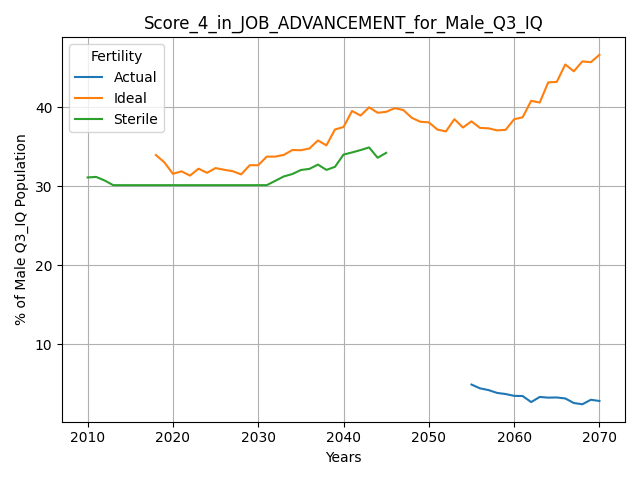 Score_4_in_JOB_ADVANCEMENT_for_Male_Q3_IQ
Fertility
Actual
Ideal
Sterile
% of Male Q3_IQ Population
40
30
20
10
2010 2020 2030 2040 2050 2060 2070
Years